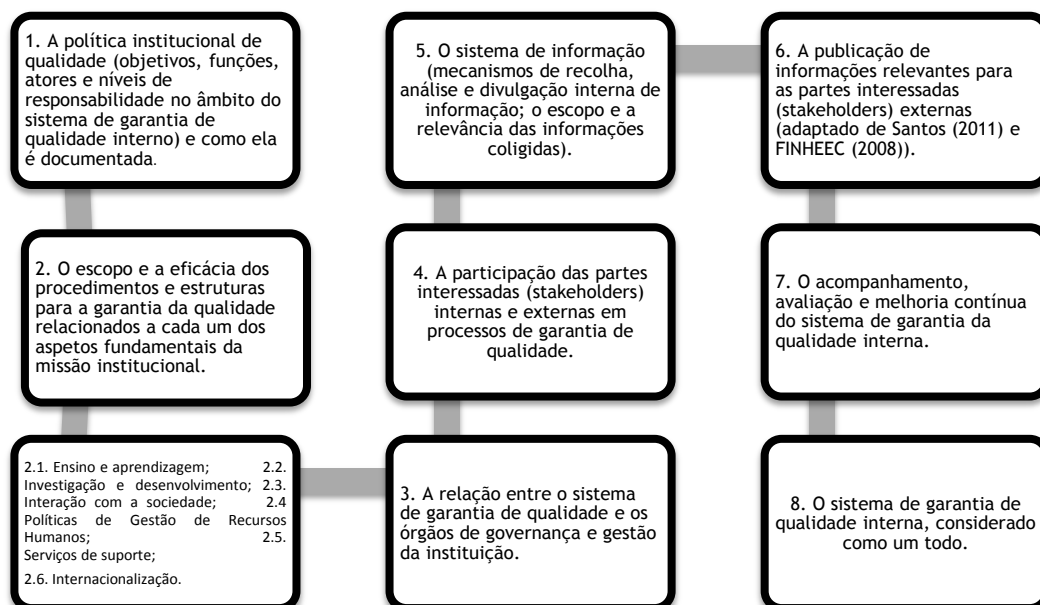 1. A política institucional de
qualidade (objetivos, funções,
atores e níveis de
responsabilidade no âmbito do
sistema de garantia de
qualidade interno) e como ela
é documentada.
2. O escopo e a eficácia dos
procedimentos e estruturas
para a garantia da qualidade
relacionados a cada um dos
aspetos fundamentais da
missão institucional.
2.1. Ensino e aprendizagem; 2.2.
Investigação e desenvolvimento; 2.3.
Interação com a sociedade; 2.4
Políticas de Gestão de Recursos
Humanos; 2.5.
Serviços de suporte;
2.6. Internacionalização.
3. A relação entre o sistema
de garantia de qualidade e os
órgãos de governança e gestão
da instituição.
4. A participação das partes
interessadas (stakeholders)
internas e externas em
processos de garantia de
qualidade.
5. O sistema de informação
(mecanismos de recolha,
análise e divulgação interna de
informação; o escopo e a
relevância das informações
coligidas).
6. A publicação de
informações relevantes para
as partes interessadas
(stakeholders) externas
(adaptado de Santos (2011) e
FINHEEC (2008)).
7. O acompanhamento,
avaliação e melhoria contínua
do sistema de garantia da
qualidade interna.
8. O sistema de garantia de
qualidade interna, considerado
como um todo.